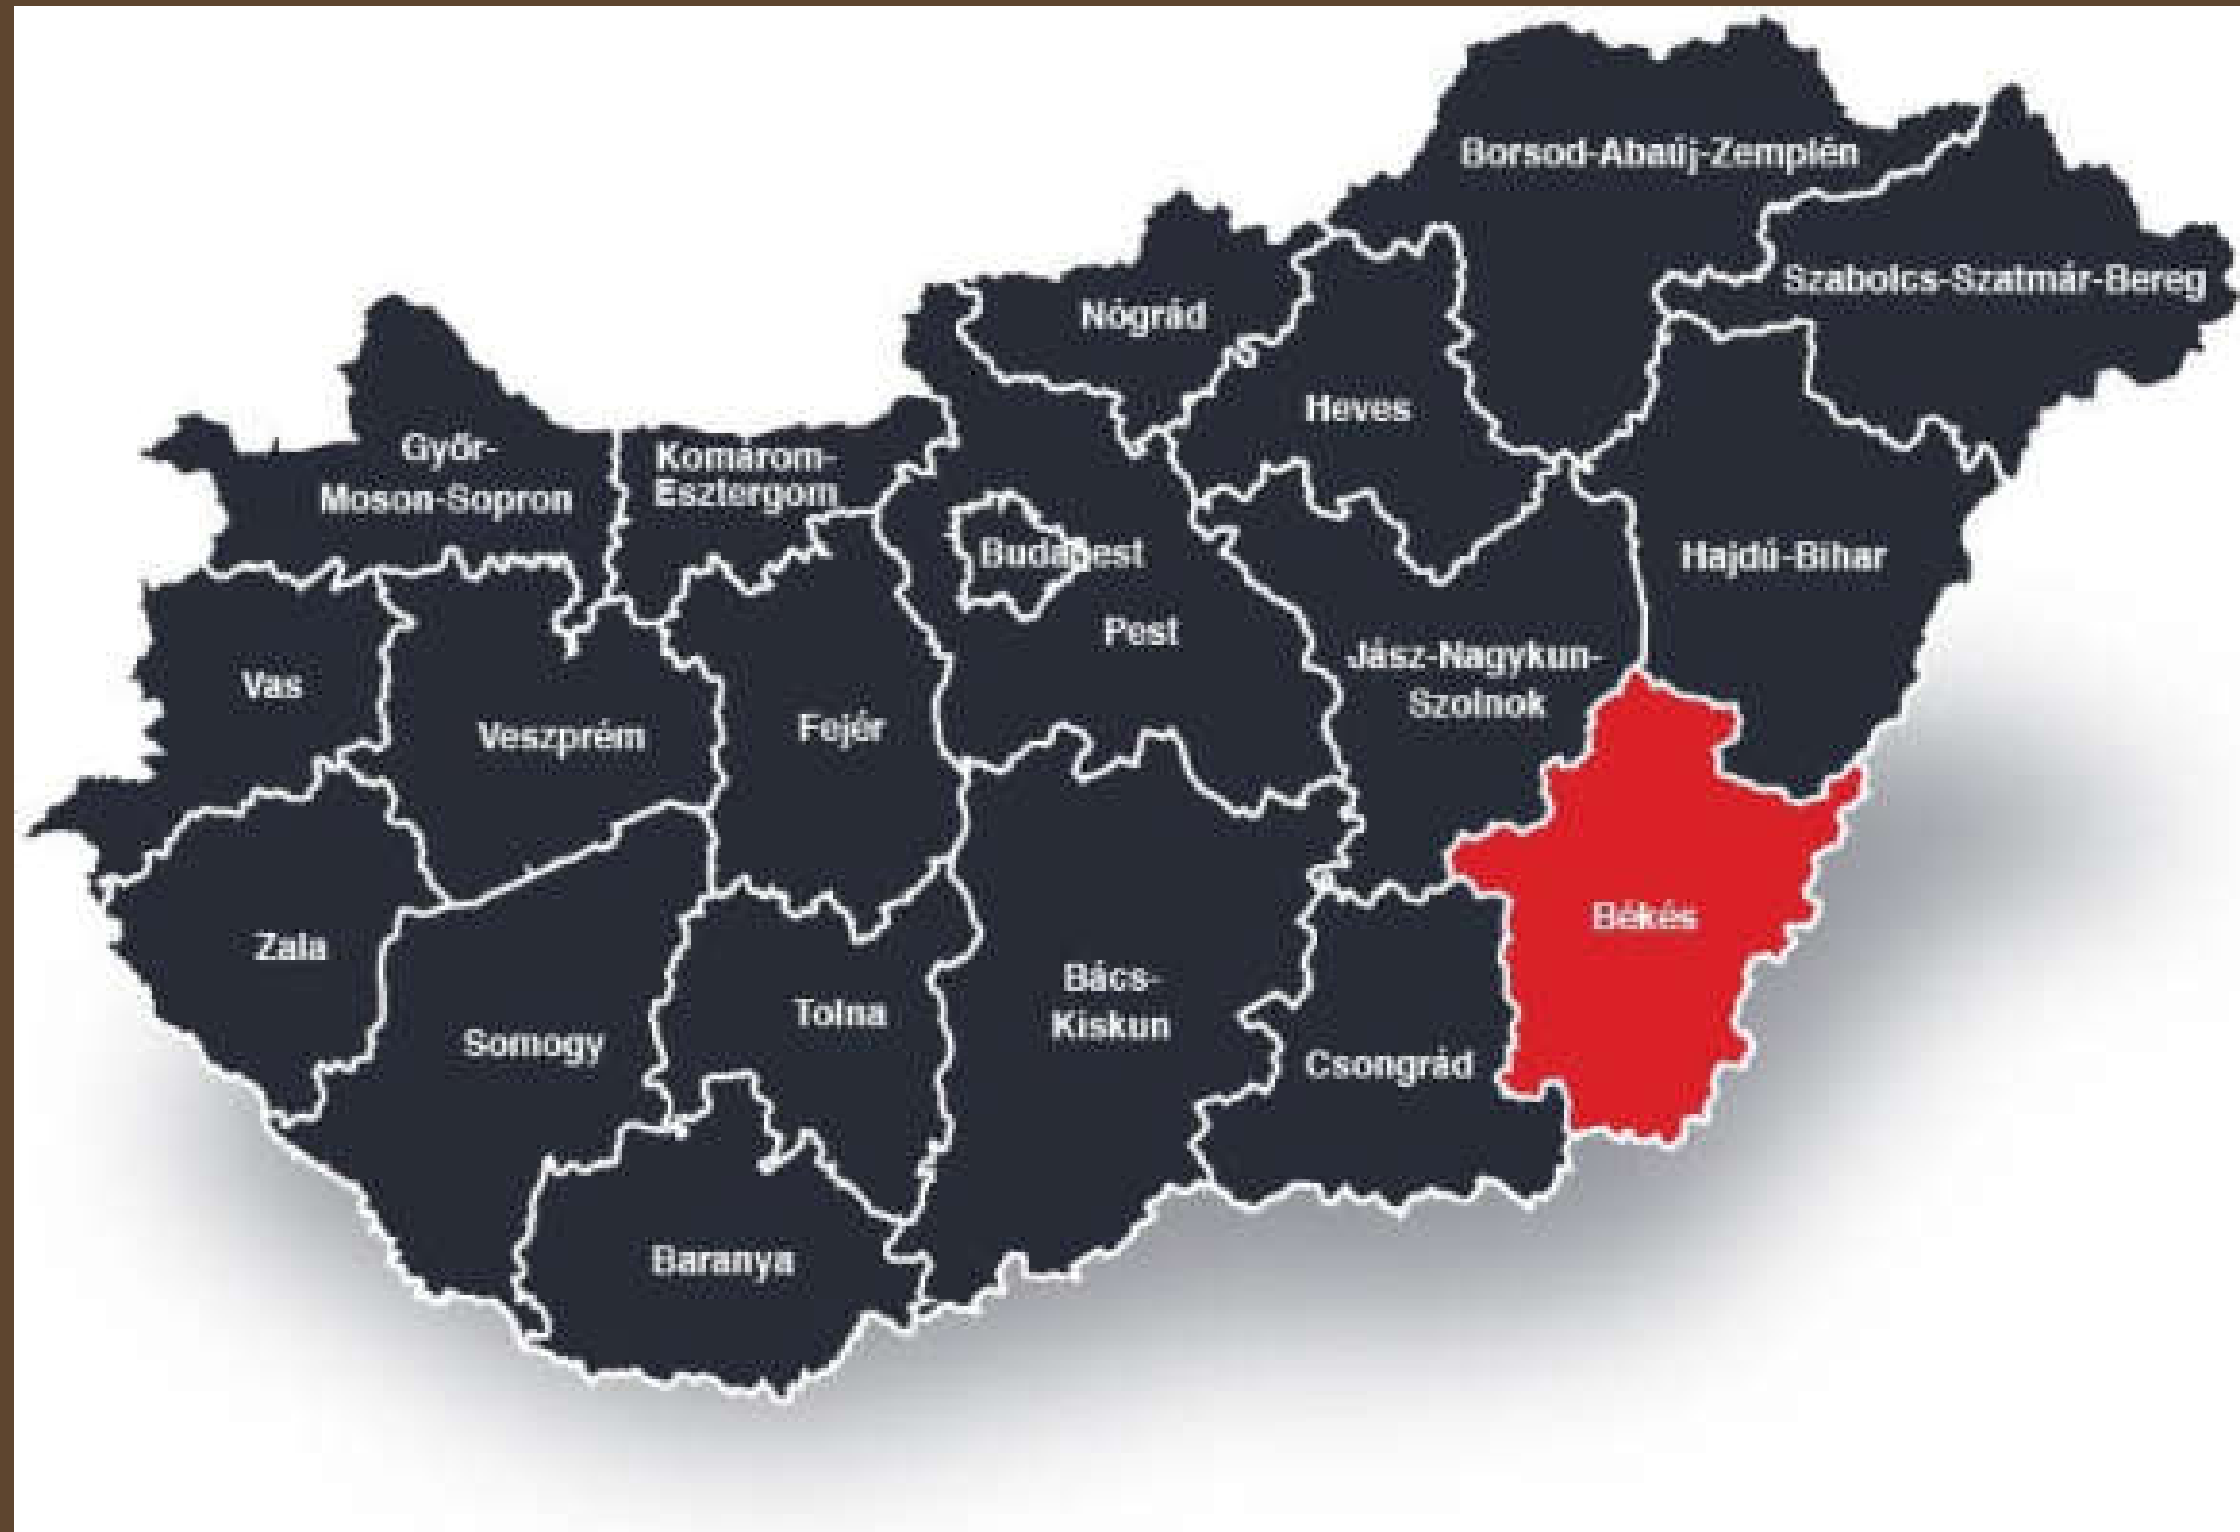 Borsod-Abaúj-Zemplén
Szabolcs-Szatmár-Bereg
Nógrád
Heves
Győr-
Moson-Sopron
Komárom-
Esztergom
Budapest
Hajdú-Bihar
Pest
Jász-Nagykun-
Szolnok
Vas
Veszprém
Fejér
Békés
Zala
Bács-
Kiskun
Tolna
Somogy
Csongrád
Baranya